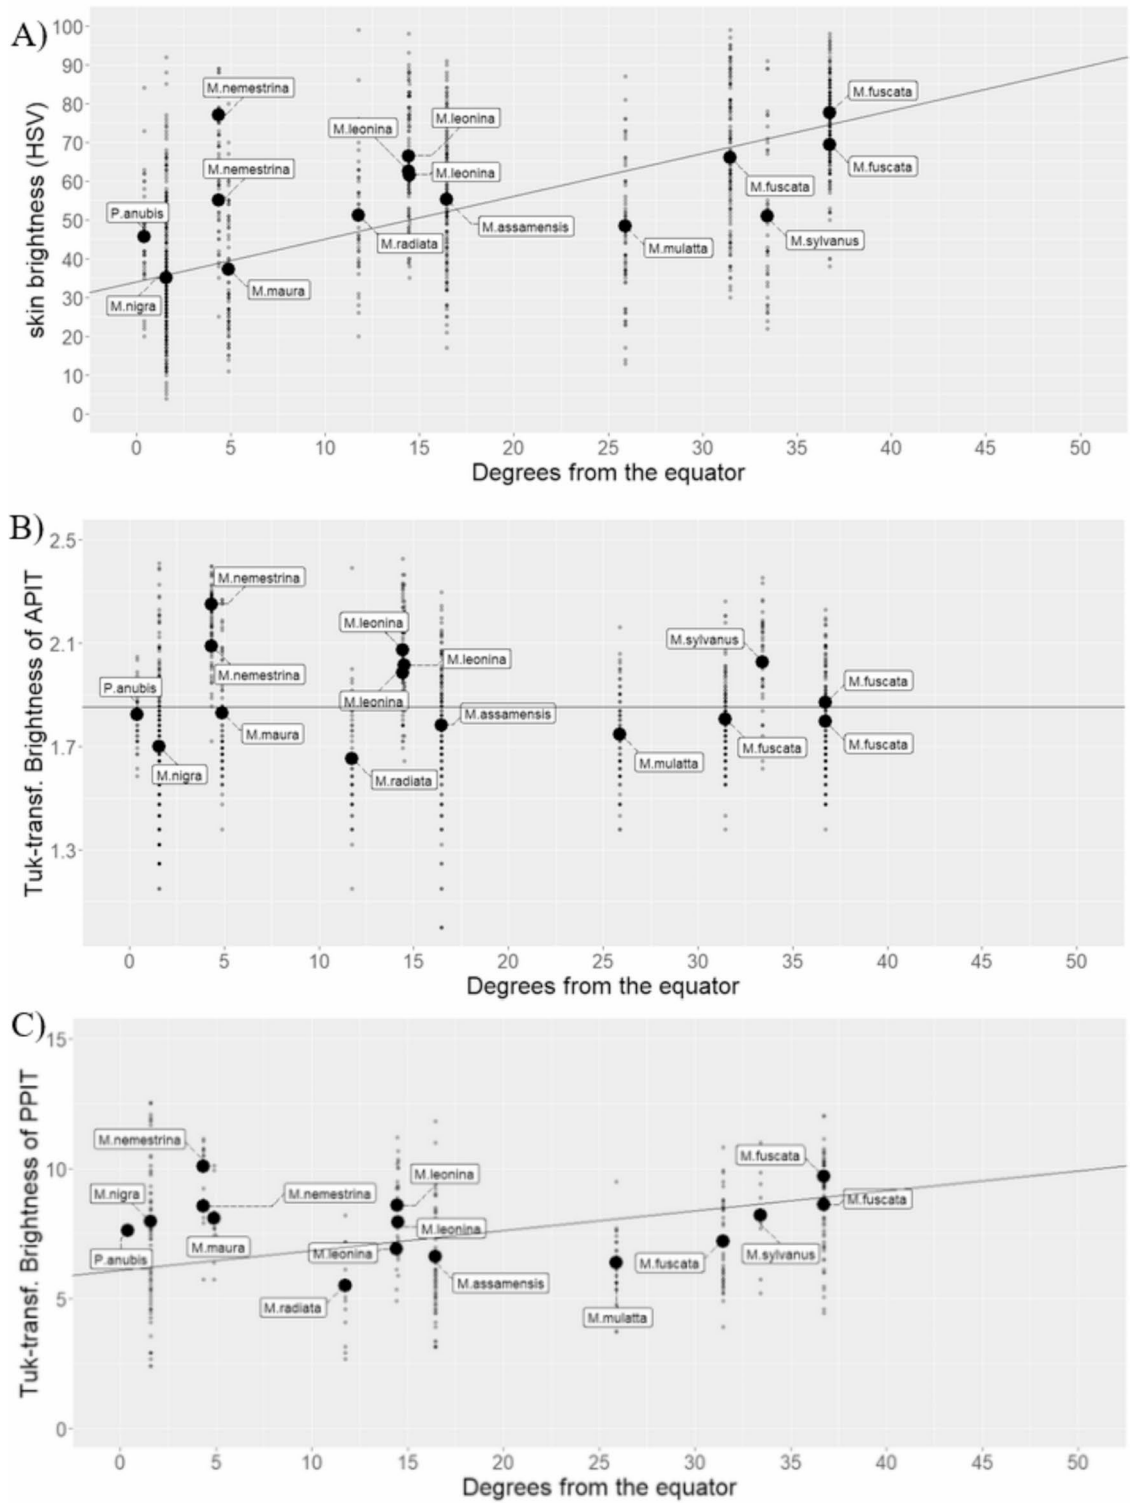 A)
skin brightness (HSV)
100
90
80
70
60
50
40
30
20
10
0
M.nemestrina
M.nemestrina
P.anubis
M.nigra
M.maura
M.leonina
M.leonina
M.leonina
M.radiata
M.assamensis
M.mulatta
M.fuscata
M.sylvanus
M.fuscata
M.fuscata
0 5 10 15 20 25 30 35 40 45 50
Degrees from the equator
B)
Tuk-transf. Brightness of APIT
2.5
2.1
1.7
1.3
M.nemestrina
M.nemestrina
P.anubis
M.nigra
M.maura
M.leonina
M.leonina
M.leonina
M.radiata
M.assamensis
M.mulatta
M.sylvanus
M.fuscata
M.fuscata
M.fuscata
0 5 10 15 20 25 30 35 40 45 50
Degrees from the equator
C)
Tuk-transf. Brightness of PPIT
15
10
5
0
M.nemestrina
M.nigra
M.nemestrina
P.anubis
M.maura
M.leonina
M.leonina
M.leonina
M.radiata
M.assamensis
M.mulatta
M.fuscata
M.sylvanus
M.fuscata
M.fuscata
0 5 10 15 20 25 30 35 40 45 50
Degrees from the equator